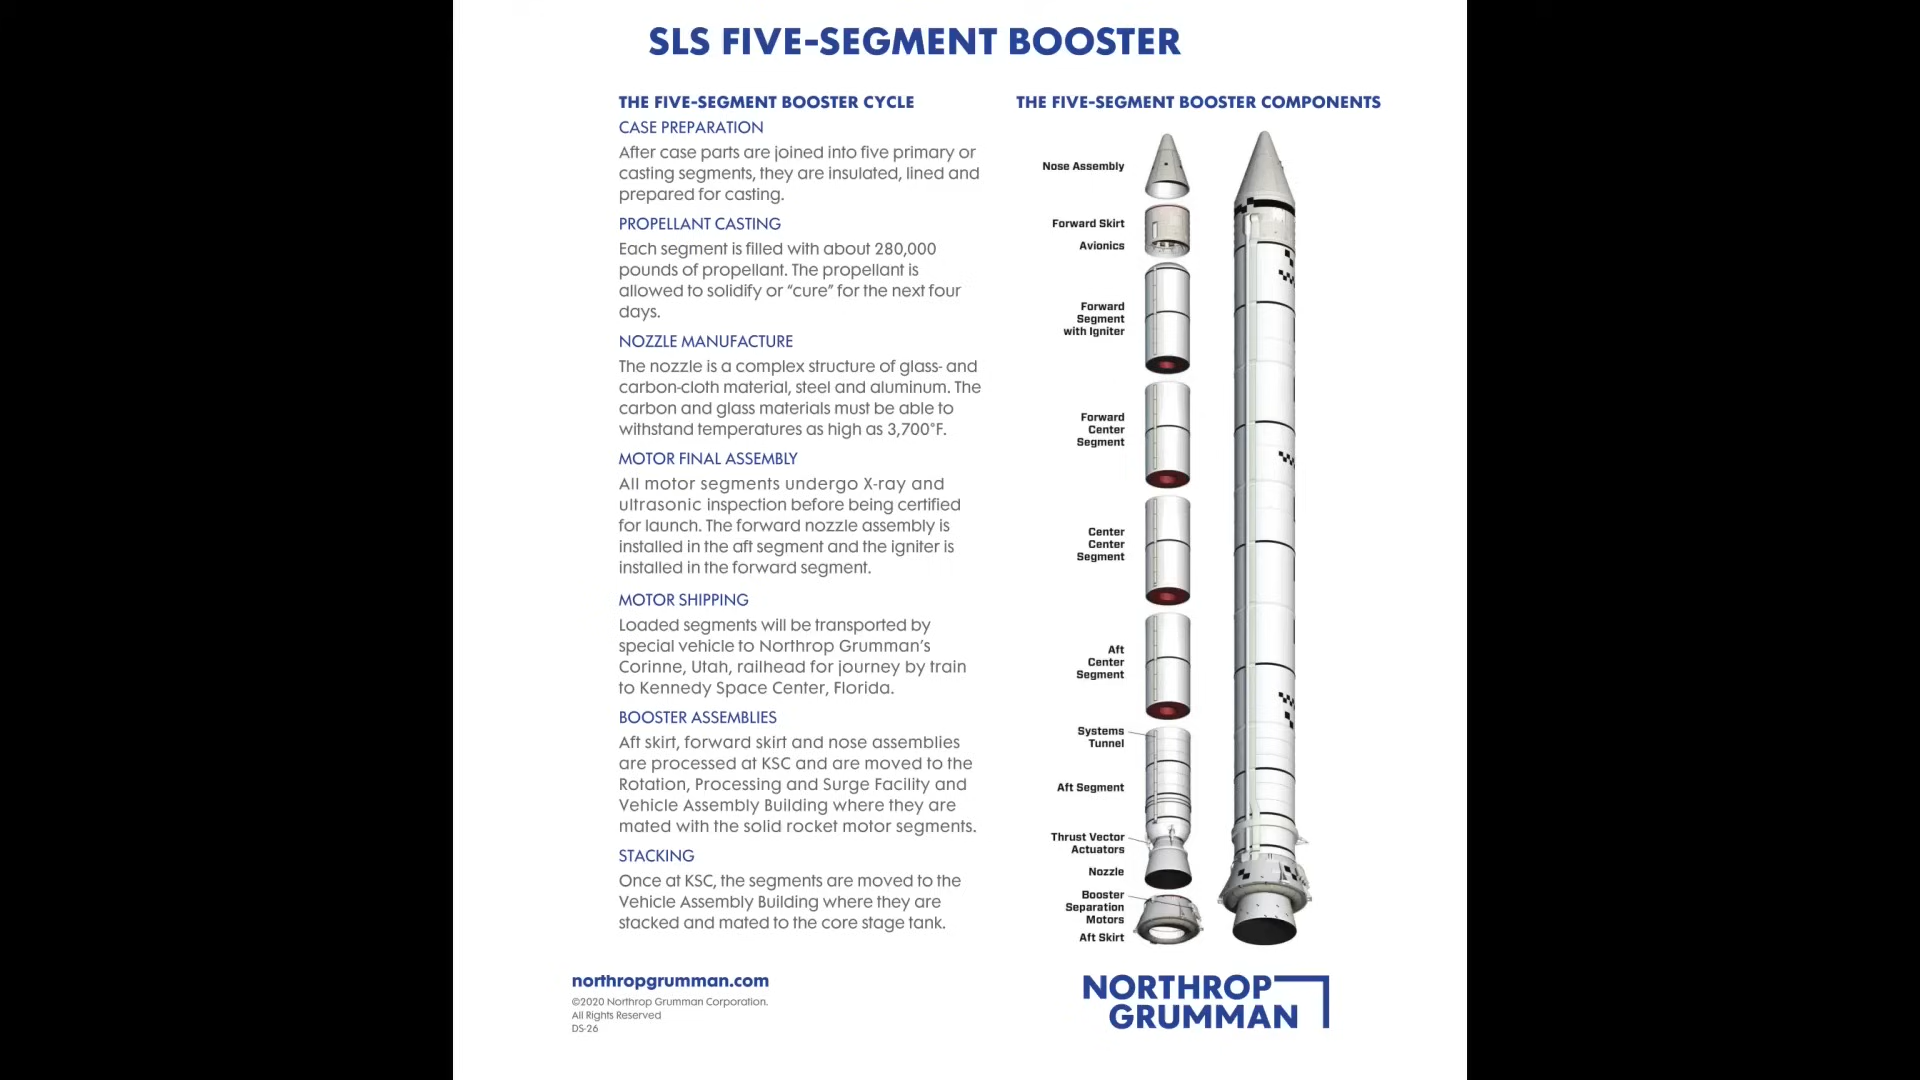 SLS FIVE-SEGMENT BOOSTER
THE FIVE-SEGMENT BOOSTER CYCLE
CASE PREPARATION
After case parts are joined into five primary or
casting segments, they are insulated, lined and
prepared for casting.
PROPELLANT CASTING
Each segment is filled with about 280,000
pounds of propellant. The propellant is
allowed to solidify or “cure” for the next four
days.
NOZZLE MANUFACTURE
The nozzle is a complex structure of glass- and
carbon-cloth material, steel and aluminum. The
carbon and glass materials must be able to
withstand temperatures as high as 3,700°F.
MOTOR FINAL ASSEMBLY
All motor segments undergo X-ray and
ultrasonic inspection before being certified
for launch. The forward nozzle assembly is
installed in the aft segment and the igniter is
installed in the forward segment.
MOTOR SHIPPING
Loaded segments will be transported by
special vehicle to Northrop Grumman’s
Corinne, Utah, railhead for journey by train
to Kennedy Space Center, Florida.
BOOSTER ASSEMBLIES
Aft skirt, forward skirt and nose assemblies
are processed at KSC and are moved to the
Rotation, Processing and Surge Facility and
Vehicle Assembly Building where they are
mated with the solid rocket motor segments.
STACKING
Once at KSC, the segments are moved to the
Vehicle Assembly Building where they are
stacked and mated to the core stage tank.
THE FIVE-SEGMENT BOOSTER COMPONENTS
Nose Assembly
Forward Skirt
Avionics
Forward
Segment
with Igniter
Forward
Center
Segment
Center
Center
Segment
Aft
Center
Segment
Systems
Tunnel
Aft Segment
Thrust Vector
Actuators
Nozzle
Booster
Separation
Motors
Aft Skirt
northropgrumman.com
©2020 Northrop Grumman Corporation.
All Rights Reserved
DS-26
NORTHROP
GRUMMAN